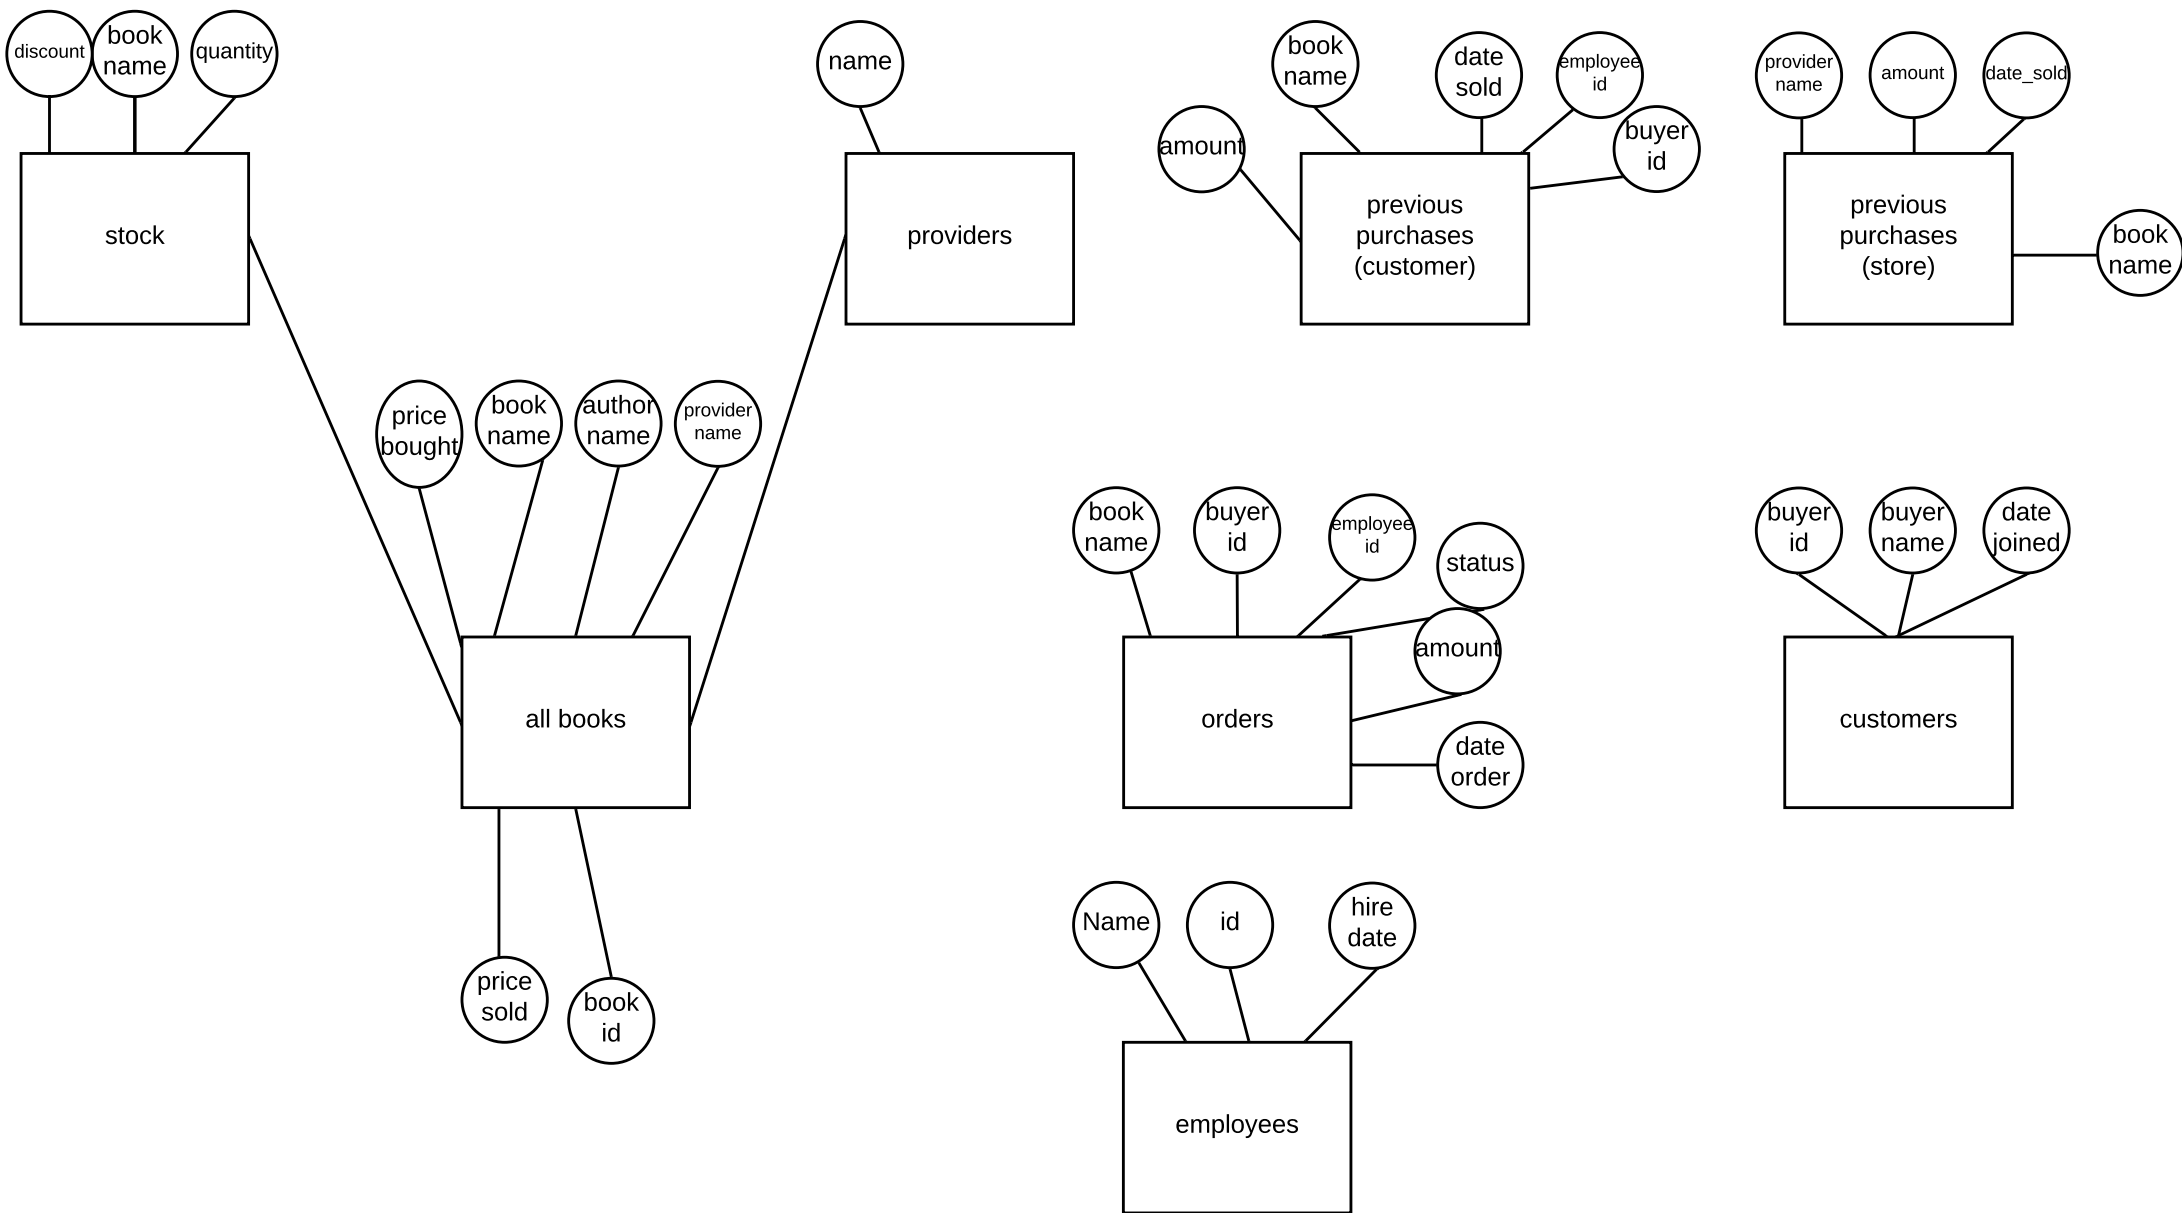 discount
book
name
quantity
stock
name
providers
amount
book
name
date
sold
employee
id
buyer
id
previous
purchases
(customer)
provider
name
amount
date_sold
book
name
previous
purchases
(store)
price
bought
book
name
author
name
provider
name
all books
price
sold
book
id
book
name
buyer
id
employee
id
status
amount
date
order
orders
buyer
id
buyer
name
date
joined
customers
Name
id
hire
date
employees